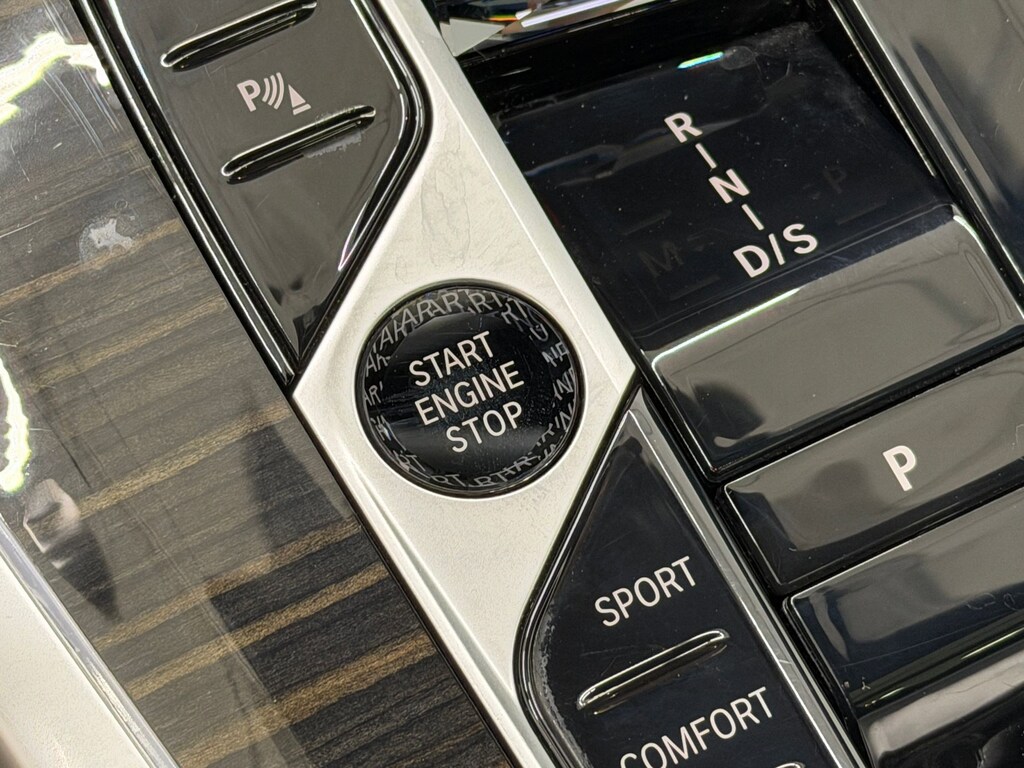 P
R
N
D/S
START
ENGINE
STOP
P
SPORT
COMFORT